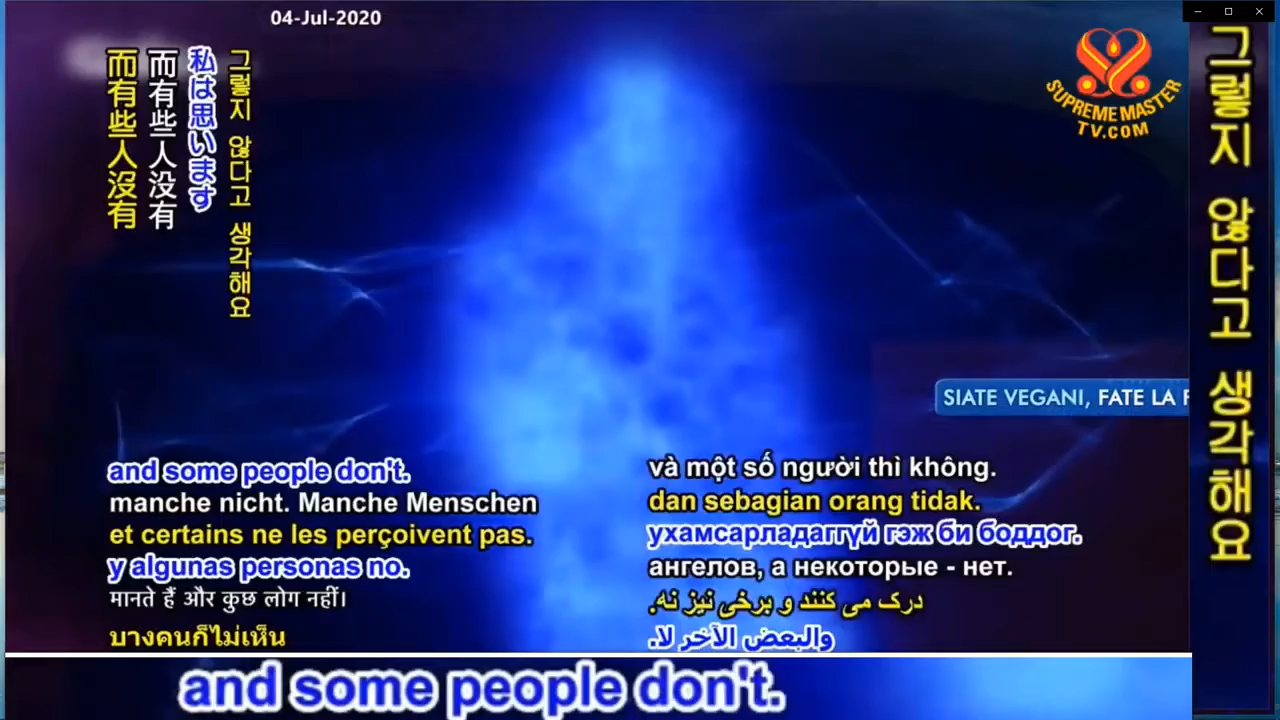 04-Jul-2020
그렇지 않다고 생각해요
私は思います
而有些人没有
而有些人沒有
SUPREME MASTER
TV.COM
그렇지 않다고 생각해요
SIATE VEGANI, FATE LA
and some people don't.
manche nicht. Manche Menschen
et certains ne les perçoivent pas.
y algunas personas no.
मानते हैं और कुछ लोग नहीं।
บางคนก็ไม่เห็น
và một số người thì không.
dan sebagian orang tidak.
ухамсарладаггүй гэж би боддог.
ангелов, а некоторые - нет.
درک می کنند و برخی نیز نه.
والبعض الآخر لا.
and some people don't.